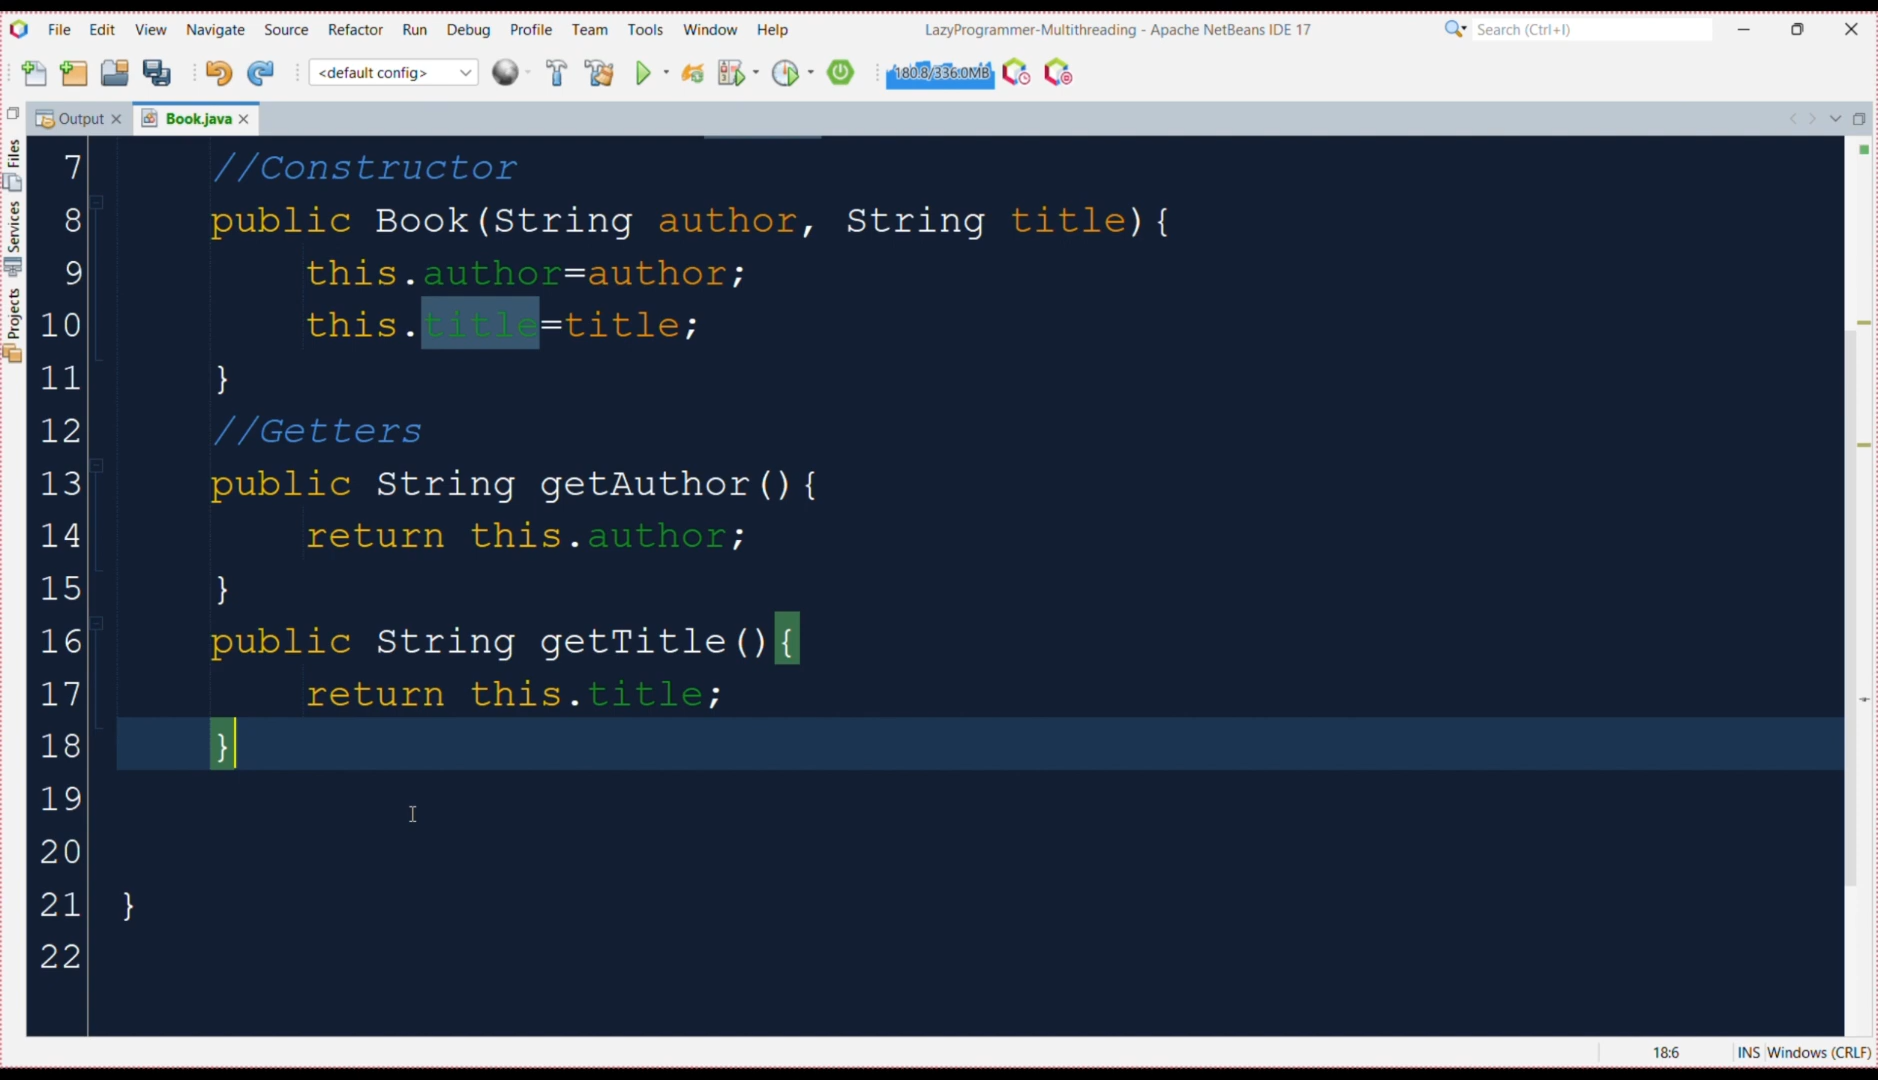 File Edit View Navigate Source Refactor Run Debug Profile Team Tools Window Help LazyProgrammer-Multithreading - Apache NetBeans IDE 17 Search (Ctrl+I)
<default config> 180.8/336.0MB
Output Book.java
Files
Services
Projects
7 //Constructor
8 public Book(String author, String title){
9 this.author=author;
10 this.title=title;
11 }
12 //Getters
13 public String getAuthor(){
14 return this.author;
15 }
16 public String getTitle(){
17 return this.title;
18 }
19
20
21 }
22
18:6 INS Windows (CRLF)